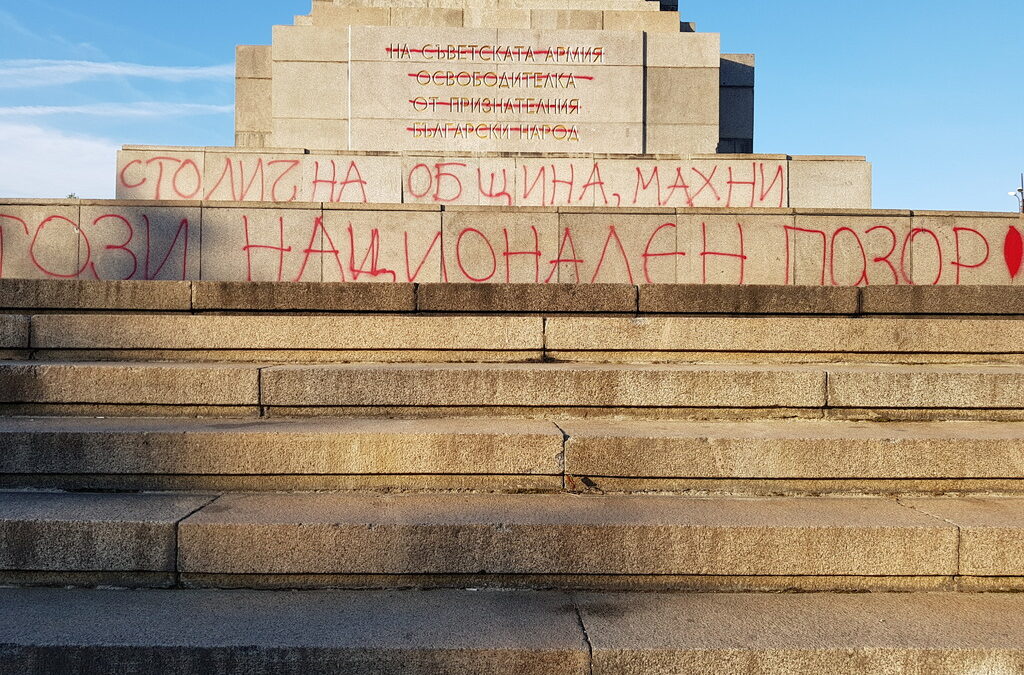 НА СЪВЕТСКАТА АРМИЯ
ОСВОБОДИТЕЛКА
ОТ ПРИЗНАТЕЛНИЯ
БЪЛГАРСКИ НАРОД
СТОЛИЧНА ОБЩИНА, МАХНИ
ТОЗИ НАЦИОНАЛЕН ПОЗОР!